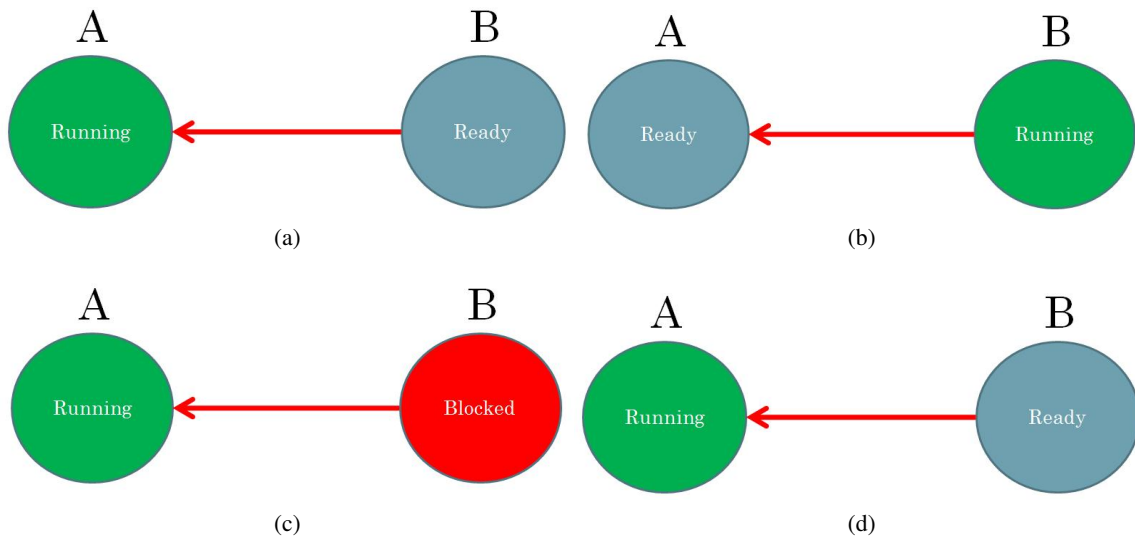 A B
Running Ready
(a)
A B
Ready Running
(b)
A B
Running Blocked
(c)
A B
Running Ready
(d)